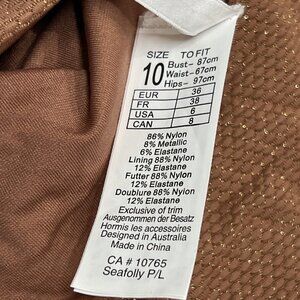 SIZE TO FIT
10 Bust- 87cm
Waist-67cm
Hips- 97cm
EUR 36
FR 38
USA 6
CAN 8
86% Nylon
8% Metallic
6% Elastane
Lining 88% Nylon
12% Elastane
Futter 88% Nylon
12% Elastane
Doublure 88% Nylon
12% Elastane
Exclusive of trim
Ausgenommen der Besatz
Hormis les accessoires
Designed in Australia
Made in China
CA # 10765
Seafolly P/L